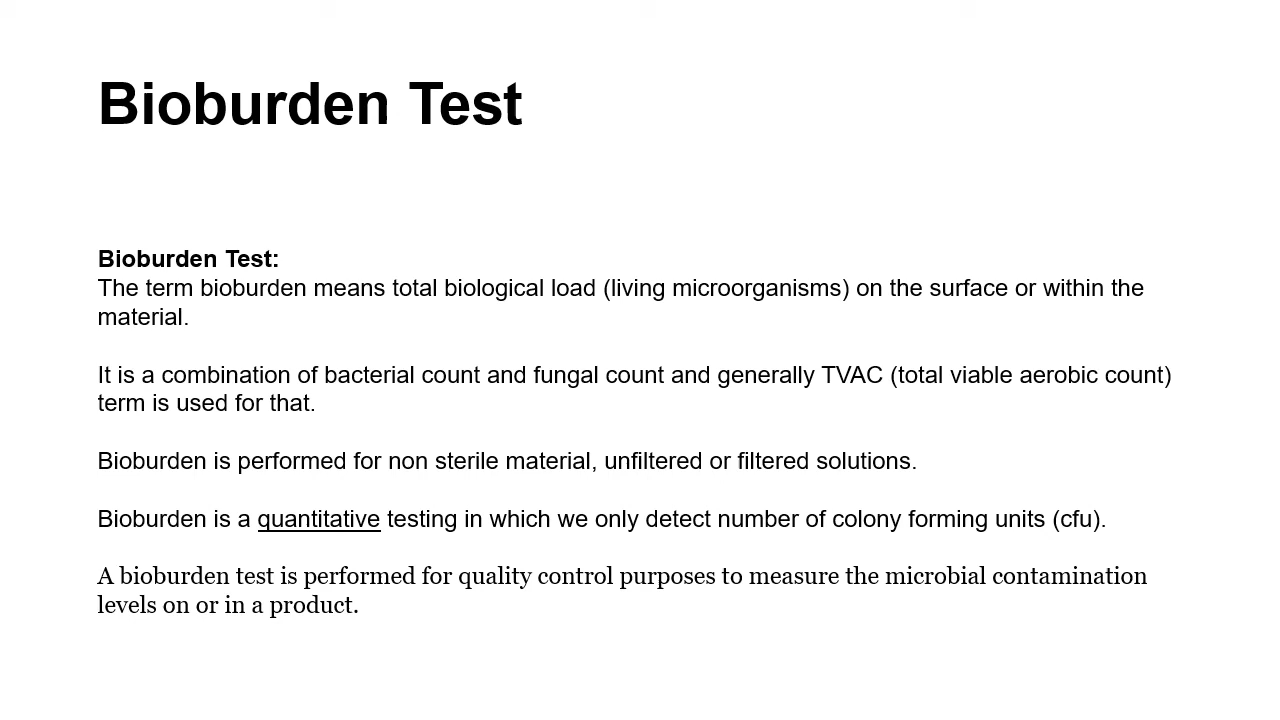 Bioburden Test
Bioburden Test:
The term bioburden means total biological load (living microorganisms) on the surface or within the
material.
It is a combination of bacterial count and fungal count and generally TVAC (total viable aerobic count)
term is used for that.
Bioburden is performed for non sterile material, unfiltered or filtered solutions.
Bioburden is a quantitative testing in which we only detect number of colony forming units (cfu).
A bioburden test is performed for quality control purposes to measure the microbial contamination
levels on or in a product.